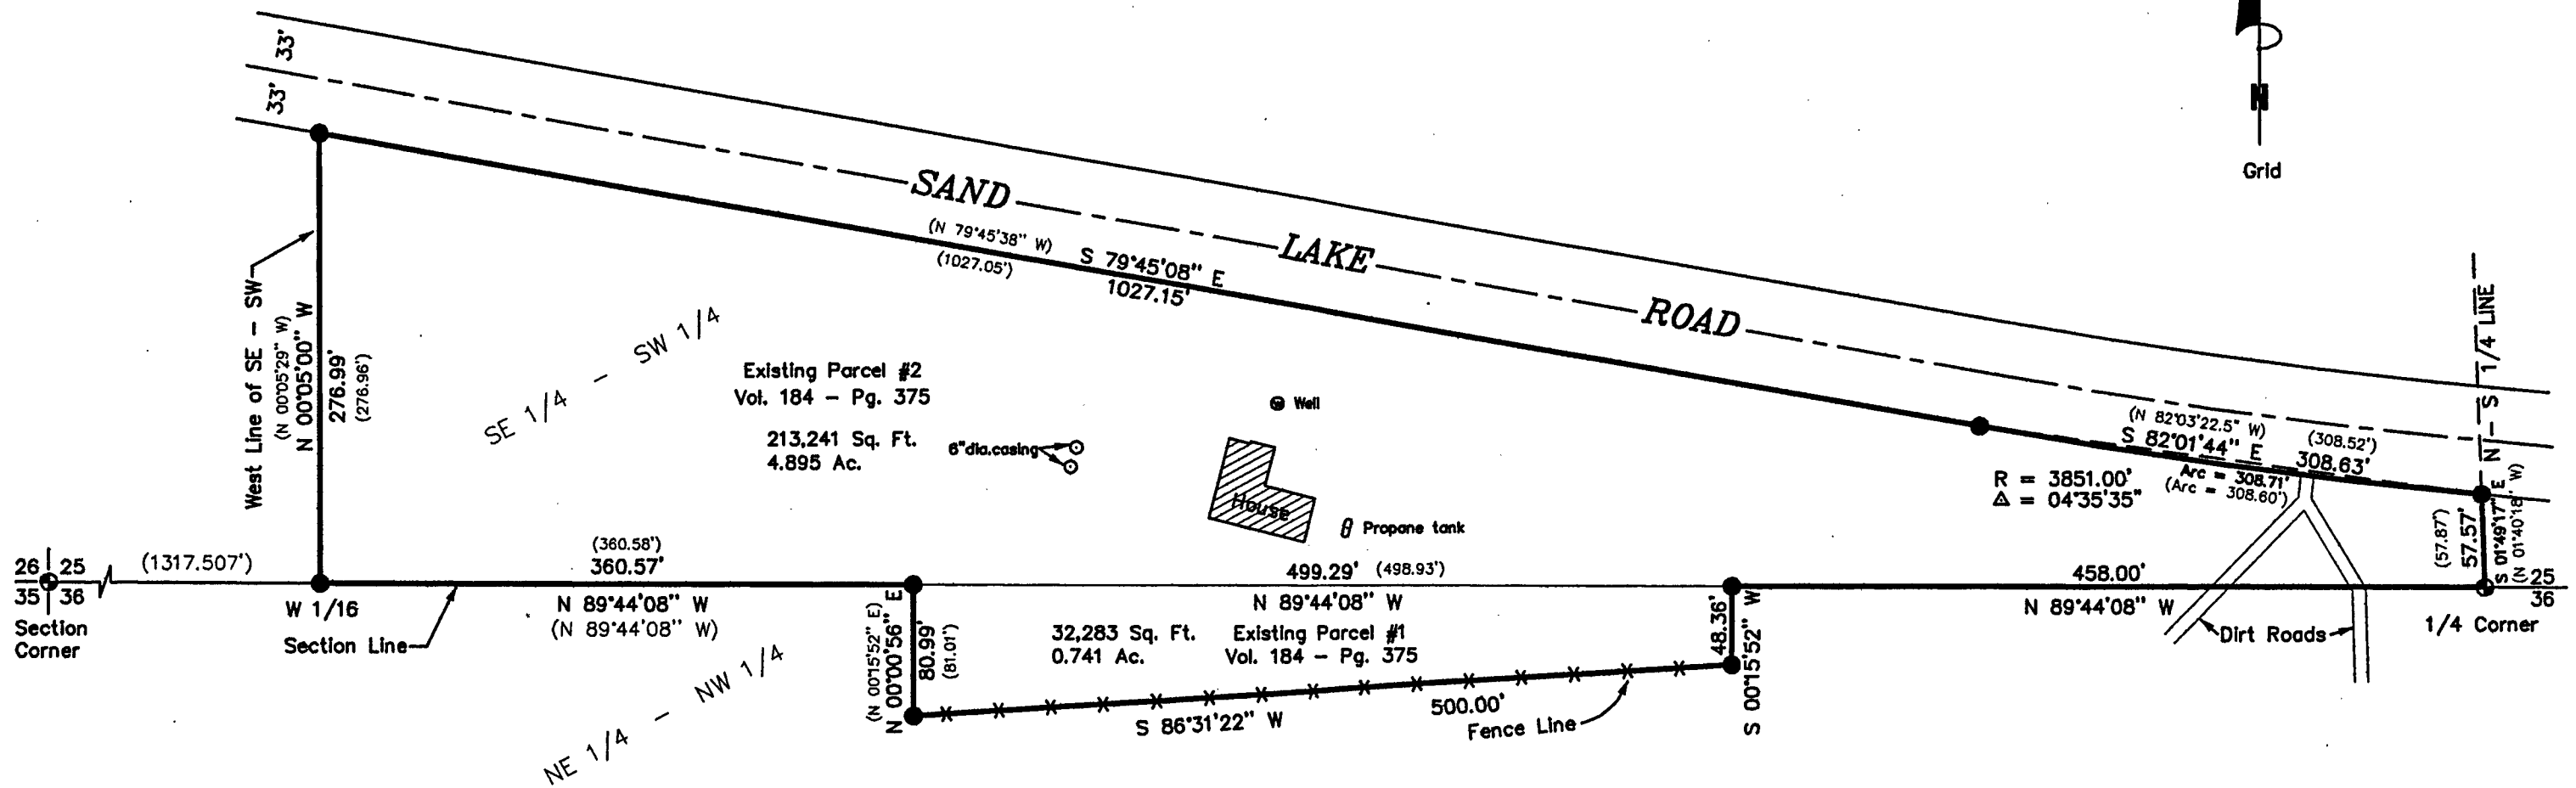 33'
33'
N
Grid
SAND LAKE ROAD
(N 79°45'38" W)
(1027.05')
S 79°45'08" E
1027.15'
West Line of SE - SW
(N 00°05'29" W)
N 00°05'00" W
276.99'
(276.96')
SE 1/4 - SW 1/4
Existing Parcel #2
Vol. 184 - Pg. 375
213,241 Sq. Ft.
4.895 Ac.
6"dia.casing
Well
House
Propane tank
(N 82°03'22.5" W)
(308.52')
S 82°01'44" E
308.63'
Arc = 308.71'
(Arc = 308.60')
R = 3851.00'
Δ = 04°35'35"
N - S 1/4 LINE
(57.87')
57.57'
S 01°49'17" E
(N 01°40'18" W)
26 25
35 36
Section
Corner
(1317.507')
W 1/16
Section Line
(360.58')
360.57'
N 89°44'08" W
(N 89°44'08" W)
499.29' (498.93')
N 89°44'08" W
458.00'
N 89°44'08" W
25
36
1/4 Corner
Dirt Roads
(N 00°15'52" E)
N 00°00'56" E
80.99'
(81.01')
32,283 Sq. Ft.
0.741 Ac.
Existing Parcel #1
Vol. 184 - Pg. 375
48.36'
S 00°15'52" W
S 86°31'22" W
500.00'
Fence Line
NE 1/4 - NW 1/4